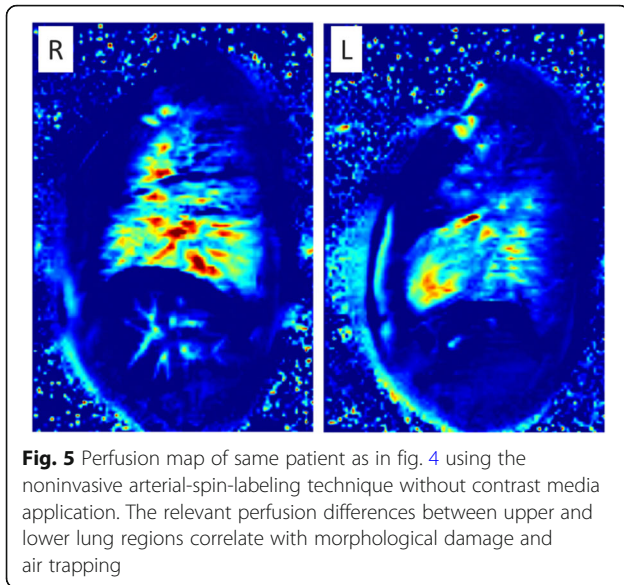 R
L
Fig. 5 Perfusion map of same patient as in fig. 4 using the
noninvasive arterial-spin-labeling technique without contrast media
application. The relevant perfusion differences between upper and
lower lung regions correlate with morphological damage and
air trapping